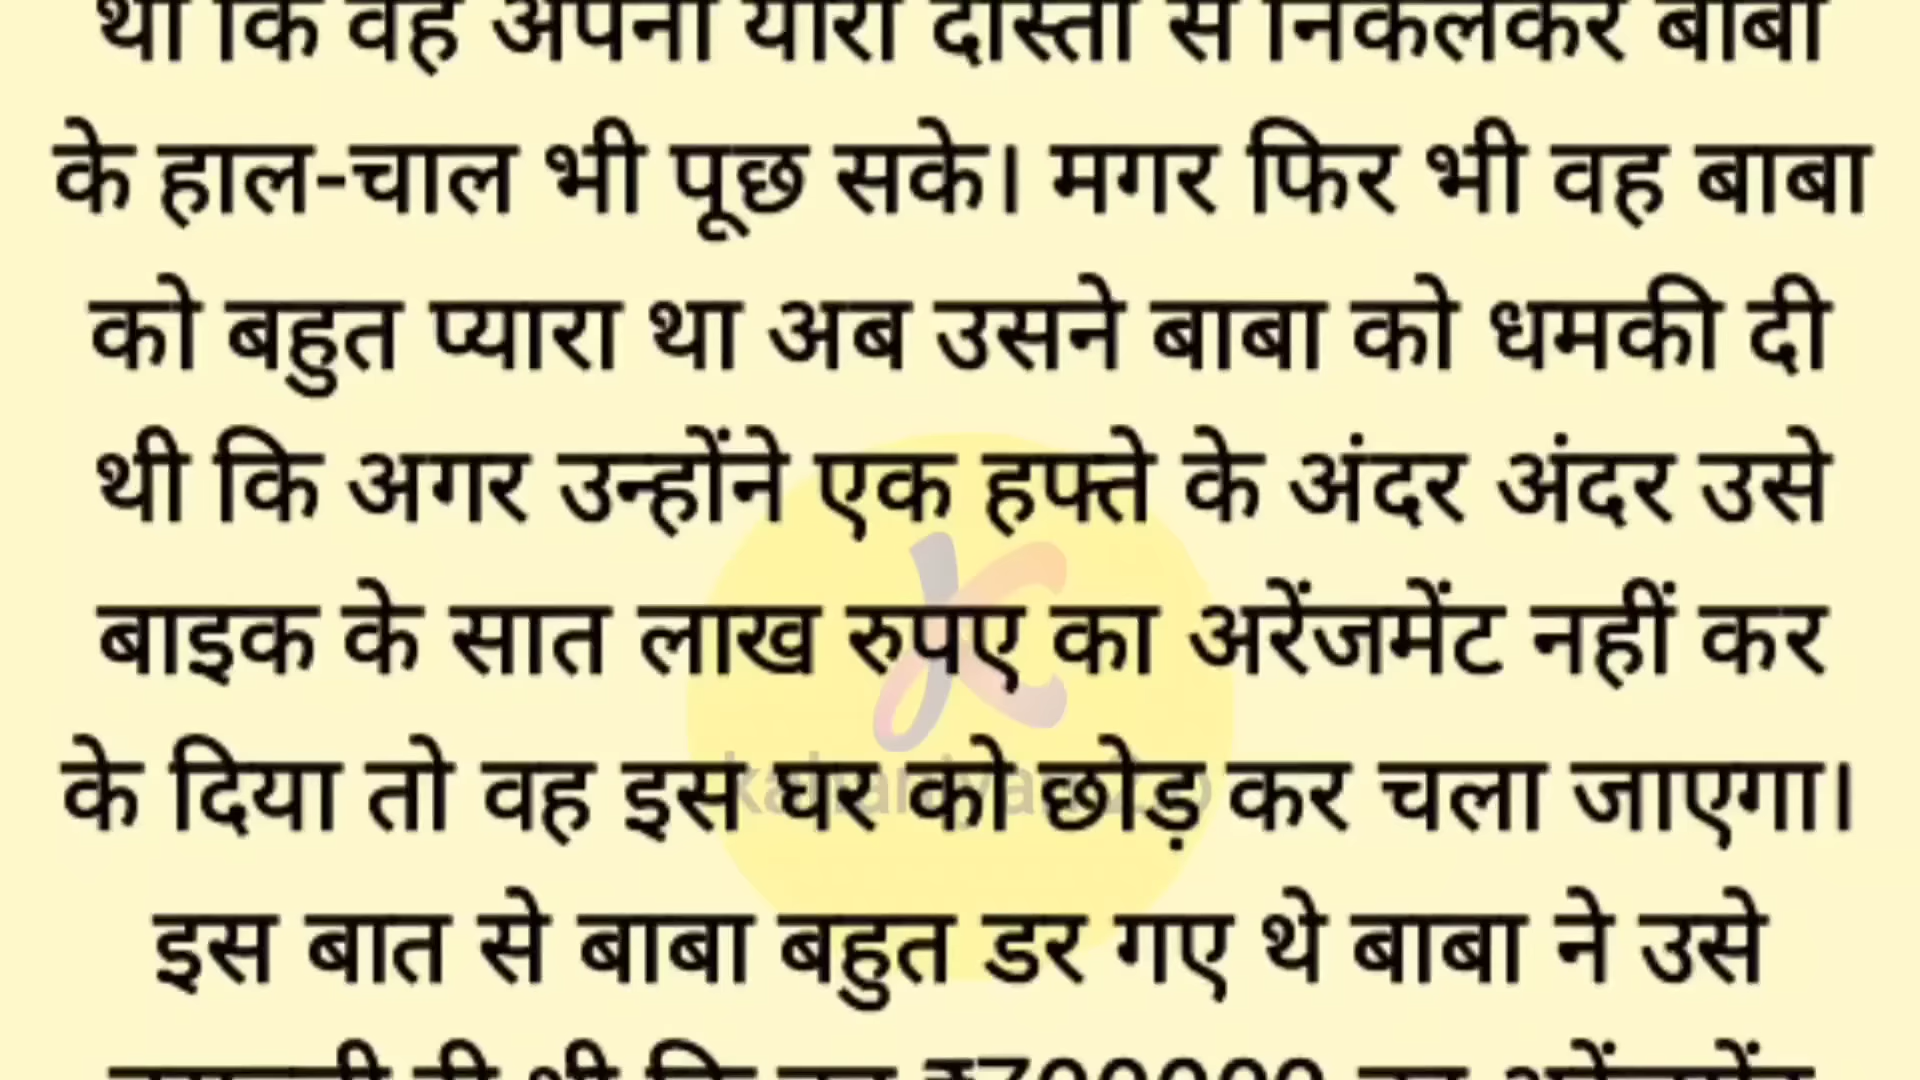 था कि वह अपनी यारी दोस्ती से निकलकर बाबा
के हाल-चाल भी पूछ सके। मगर फिर भी वह बाबा
को बहुत प्यारा था अब उसने बाबा को धमकी दी
थी कि अगर उन्होंने एक हफ्ते के अंदर अंदर उसे
बाइक के सात लाख रुपए का अरेंजमेंट नहीं कर
के दिया तो वह इस घर को छोड़ कर चला जाएगा।
इस बात से बाबा बहुत डर गए थे बाबा ने उसे